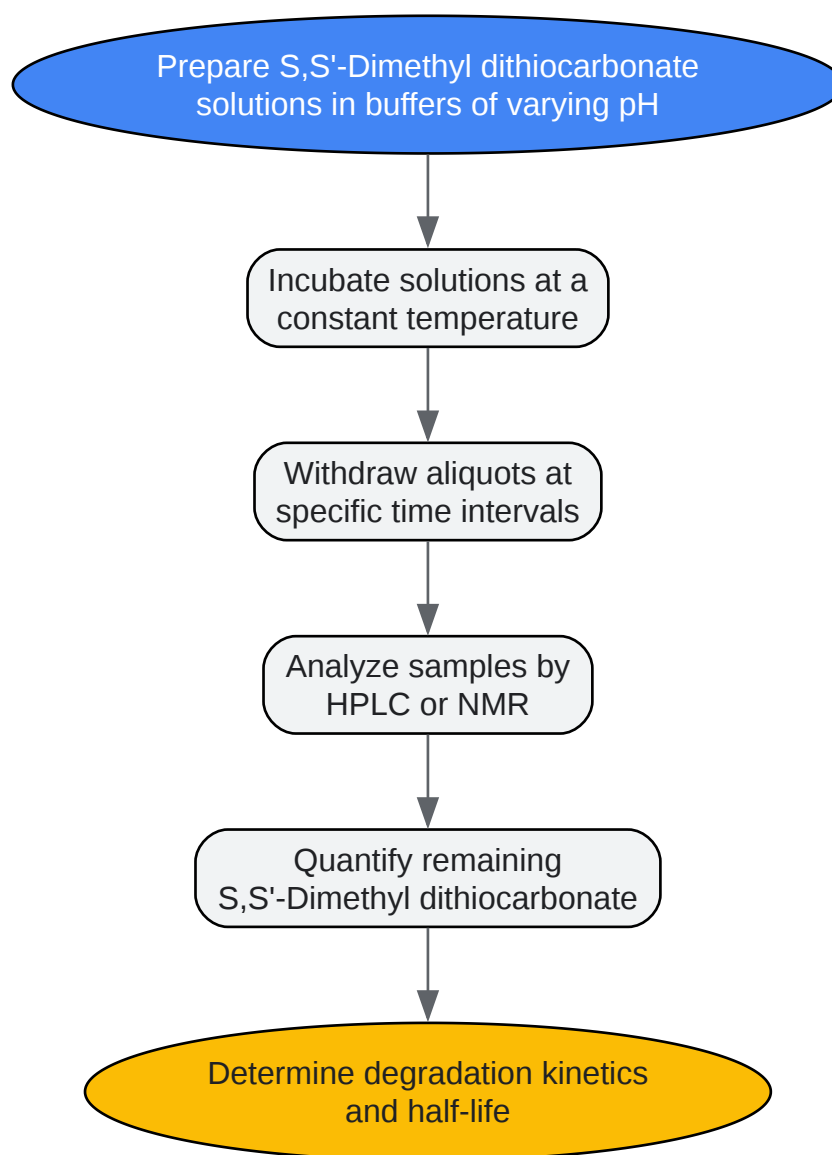 Prepare S,S'-Dimethyl dithiocarbonate
solutions in buffers of varying pH
Incubate solutions at a
constant temperature
Withdraw aliquots at
specific time intervals
Analyze samples by
HPLC or NMR
Quantify remaining
S,S'-Dimethyl dithiocarbonate
Determine degradation kinetics
and half-life